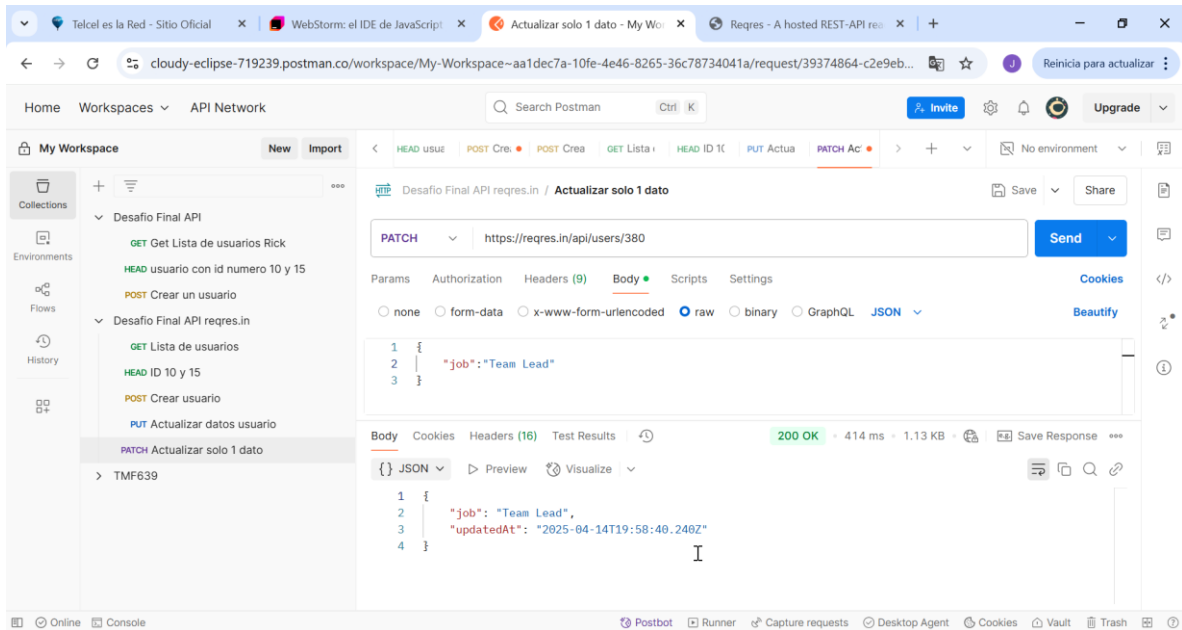 Telcel es la Red - Sitio Oficial
WebStorm: el IDE de JavaScript
Actualizar solo 1 dato - My Wor
Reqres - A hosted REST-API rea
cloudy-eclipse-719239.postman.co/workspace/My-Workspace~aa1dec7a-10fe-4e46-8265-36c78734041a/request/39374864-c2e9eb...
J
Reinicia para actualizar
Home Workspaces API Network
Search Postman Ctrl K
Invite
Upgrade
My Workspace
New Import
HEAD usua POST Cre POST Crea GET Lista HEAD ID 1 PUT Actua PATCH Ac
No environment
Collections
Environments
Flows
History
Desafio Final API
GET Get Lista de usuarios Rick
HEAD usuario con id numero 10 y 15
POST Crear un usuario
Desafio Final API reqres.in
GET Lista de usuarios
HEAD ID 10 y 15
POST Crear usuario
PUT Actualizar datos usuario
PATCH Actualizar solo 1 dato
TMF639
HTTP Desafio Final API reqres.in / Actualizar solo 1 dato
Save Share
PATCH https://reqres.in/api/users/380
Send
Params Authorization Headers (9) Body Scripts Settings Cookies
none form-data x-www-form-urlencoded raw binary GraphQL JSON Beautify
1 {
2 "job":"Team Lead"
3 }
Body Cookies Headers (16) Test Results 200 OK 414 ms 1.13 KB Save Response
{} JSON Preview Visualize
1 {
2 "job": "Team Lead",
3 "updatedAt": "2025-04-14T19:58:40.240Z"
4 }
Online Console Postbot Runner Capture requests Desktop Agent Cookies Vault Trash